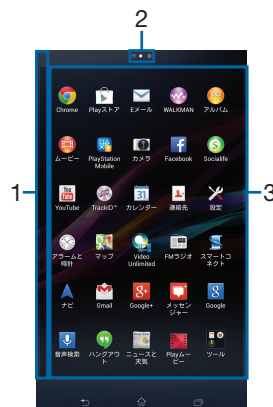 2
1
3
Chrome
Playストア
Eメール
WALKMAN
アルバム
ムービー
PlayStation
Mobile
カメラ
Facebook
Socialife
You
Tube
YouTube
TrackID™
31
カレンダー
連絡先
設定
アラームと
時計
マップ
Video
Unlimited
FMラジオ
スマートコ
ネクト
ナビ
Gmail
Google+
メッセン
ジャー
Google
音声検索
ハングアウ
ト
ニュースと
天気
Playムー
ビー
ツール